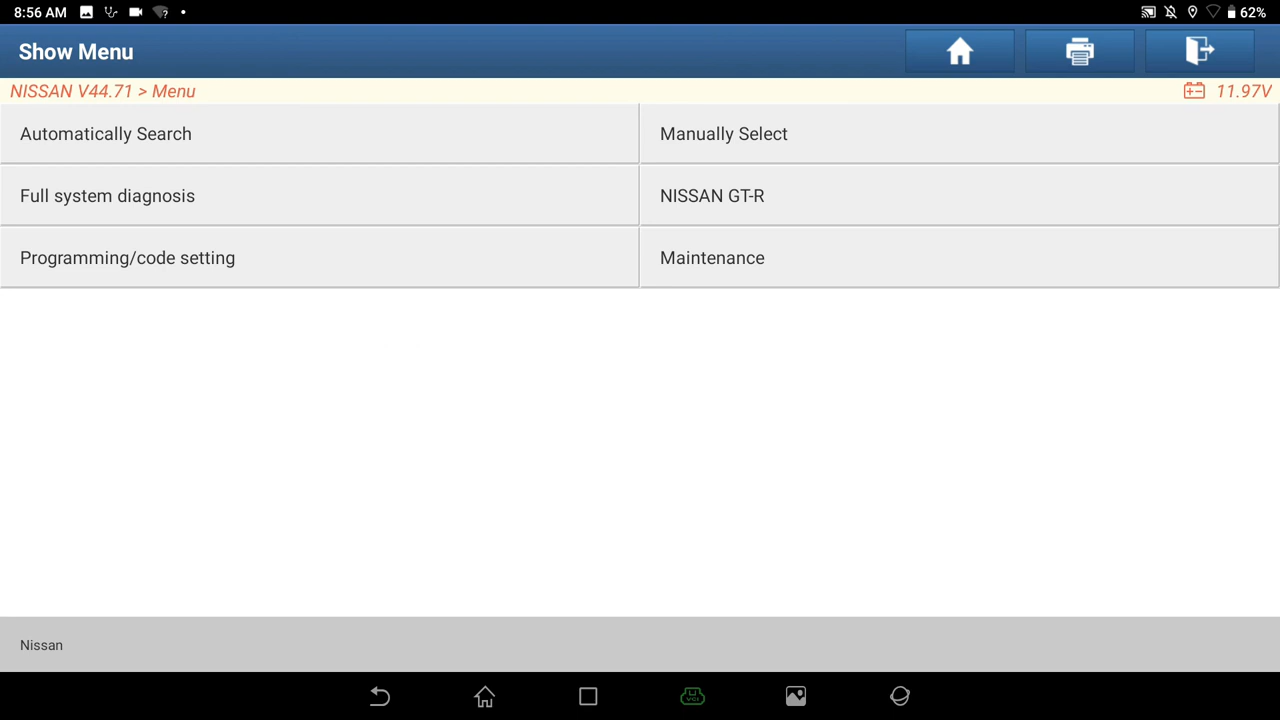 8:56 AM
62%
Show Menu
NISSAN V44.71 > Menu
11.97V
Automatically Search
Manually Select
Full system diagnosis
NISSAN GT-R
Programming/code setting
Maintenance
Nissan
VCI